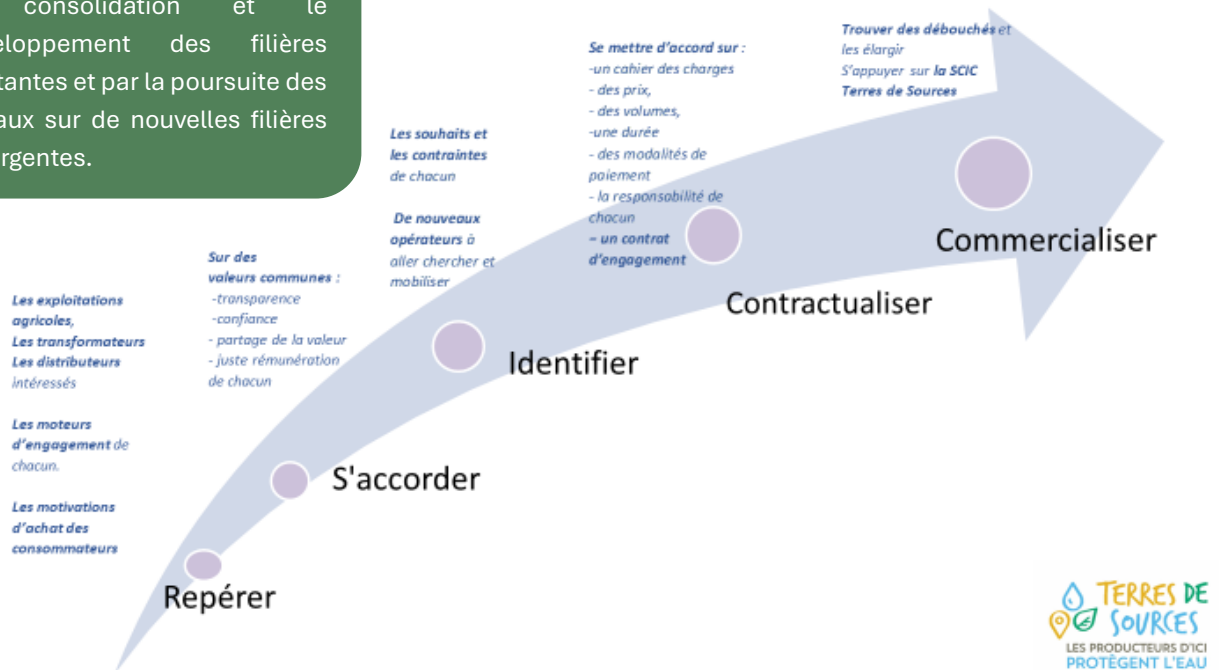 consolidation et le
des filières
et par la poursuite des
sur de nouvelles filières
Les exploitations
agricoles,
Les transformateurs
Les distributeurs
intéressés
Les moteurs
d'engagement de
chacun.
Les motivations
d'achat des
consommateurs
Repérer
Sur des
valeurs communes :
-transparence
-confiance
- partage de la valeur
- juste rémunération
de chacun
S'accorder
Les souhaits et
les contraintes
de chacun
De nouveaux
opérateurs à
aller chercher et
mobiliser
Identifier
Se mettre d'accord sur :
-un cahier des charges
- des prix,
- des volumes,
-une durée
- des modalités de
paiement
- la responsabilité de
chacun
– un contrat
d'engagement
Contractualiser
Trouver des débouchés et
les élargir
S'appuyer sur la SCIC
Terres de Sources
Commercialiser
TERRES DE
SOURCES
LES PRODUCTEURS D'ICI
PROTÈGENT L'EAU